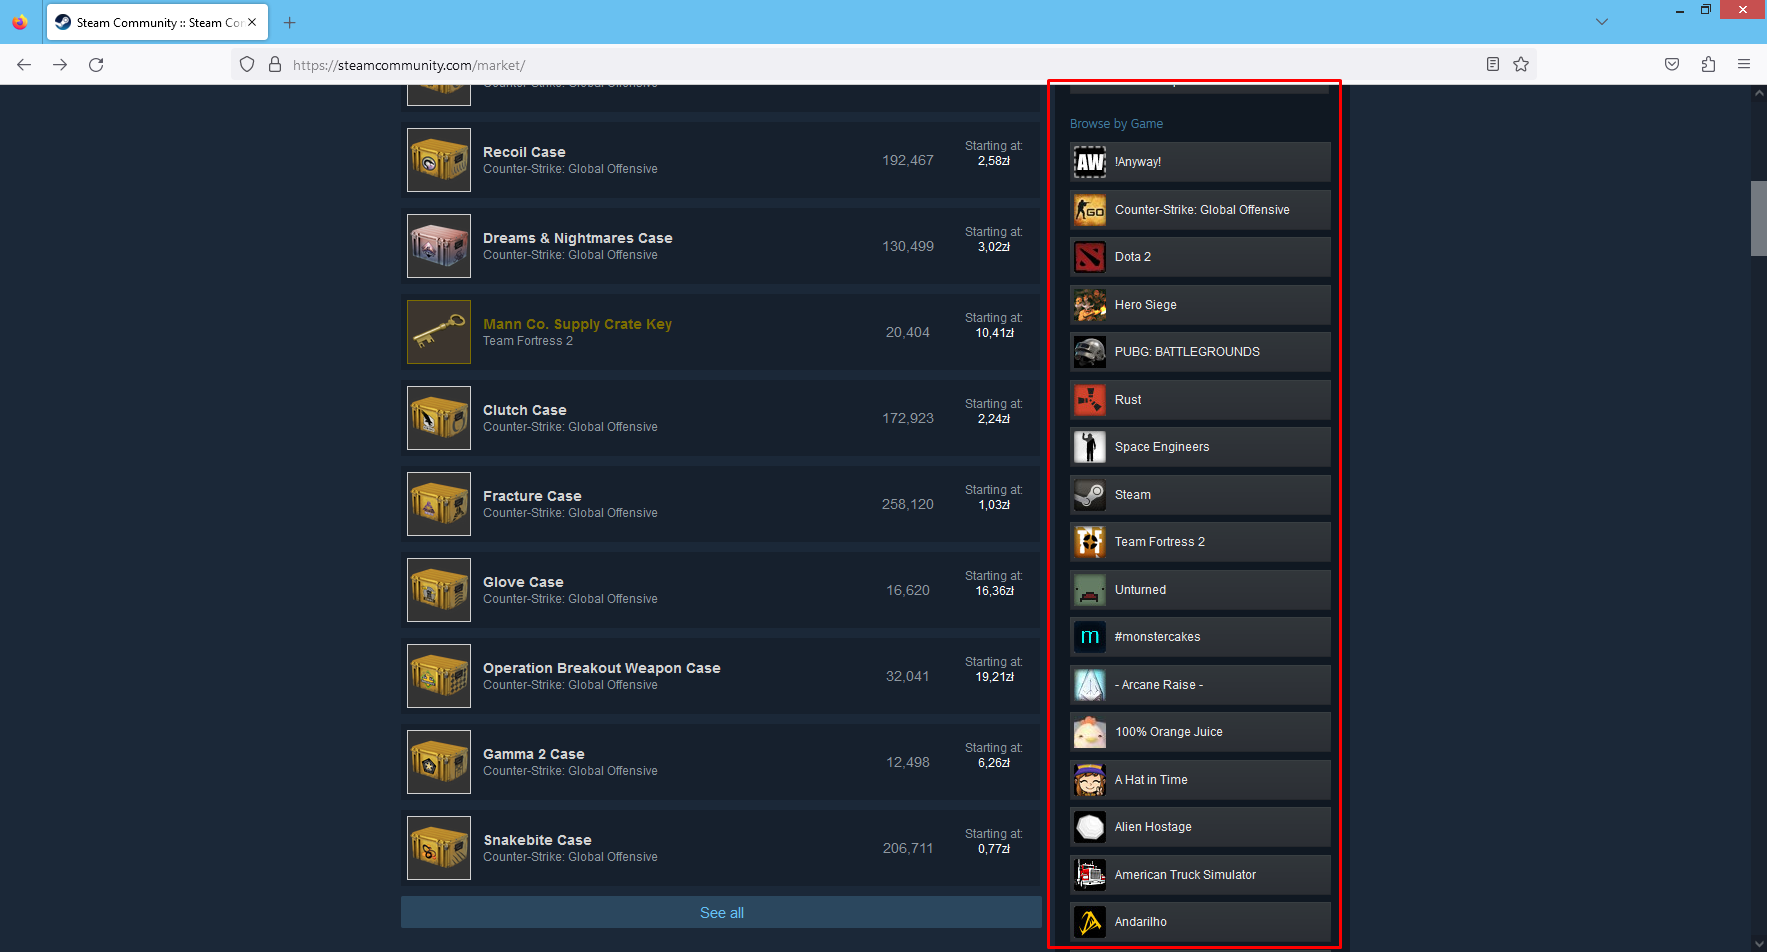 Steam Community :: Steam Co
https://steamcommunity.com/market/
Counter-Strike: Global Offensive
Recoil Case
Counter-Strike: Global Offensive
192,467
Starting at:
2,58zł
Dreams & Nightmares Case
Counter-Strike: Global Offensive
130,499
Starting at:
3,02zł
Mann Co. Supply Crate Key
Team Fortress 2
20,404
Starting at:
10,41zł
Clutch Case
Counter-Strike: Global Offensive
172,923
Starting at:
2,24zł
Fracture Case
Counter-Strike: Global Offensive
258,120
Starting at:
1,03zł
Glove Case
Counter-Strike: Global Offensive
16,620
Starting at:
16,36zł
Operation Breakout Weapon Case
Counter-Strike: Global Offensive
32,041
Starting at:
19,21zł
Gamma 2 Case
Counter-Strike: Global Offensive
12,498
Starting at:
6,26zł
Snakebite Case
Counter-Strike: Global Offensive
206,711
Starting at:
0,77zł
See all
Browse by Game
AW !Anyway!
GO Counter-Strike: Global Offensive
Dota 2
Hero Siege
PUBG: BATTLEGROUNDS
Rust
Space Engineers
Steam
TF Team Fortress 2
Unturned
m #monstercakes
- Arcane Raise -
100% Orange Juice
A Hat in Time
Alien Hostage
American Truck Simulator
Andarilho